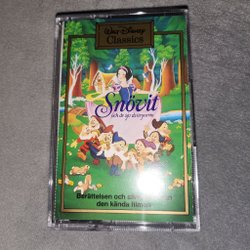 Walt Disney
Classics
Snövit
och de sju dvärgarna
Berättelsen och
den kända filmen